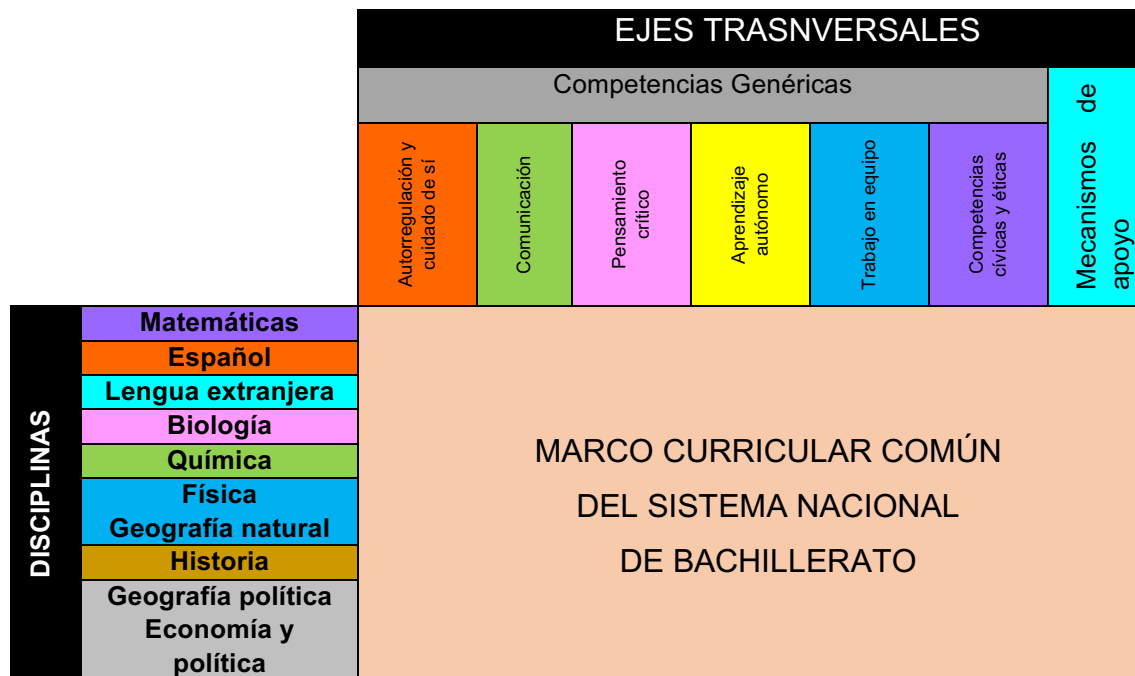 EJES TRASNVERSALES
Competencias Genéricas
Mecanismos de
apoyo
Autorregulación y
cuidado de sí
Comunicación
Pensamiento
crítico
Aprendizaje
autónomo
Trabajo en equipo
Competencias
cívicas y éticas
DISCIPLINAS
Matemáticas
Español
Lengua extranjera
Biología
Química
Física
Geografía natural
Historia
Geografía política
Economía y
política
MARCO CURRICULAR COMÚN
DEL SISTEMA NACIONAL
DE BACHILLERATO